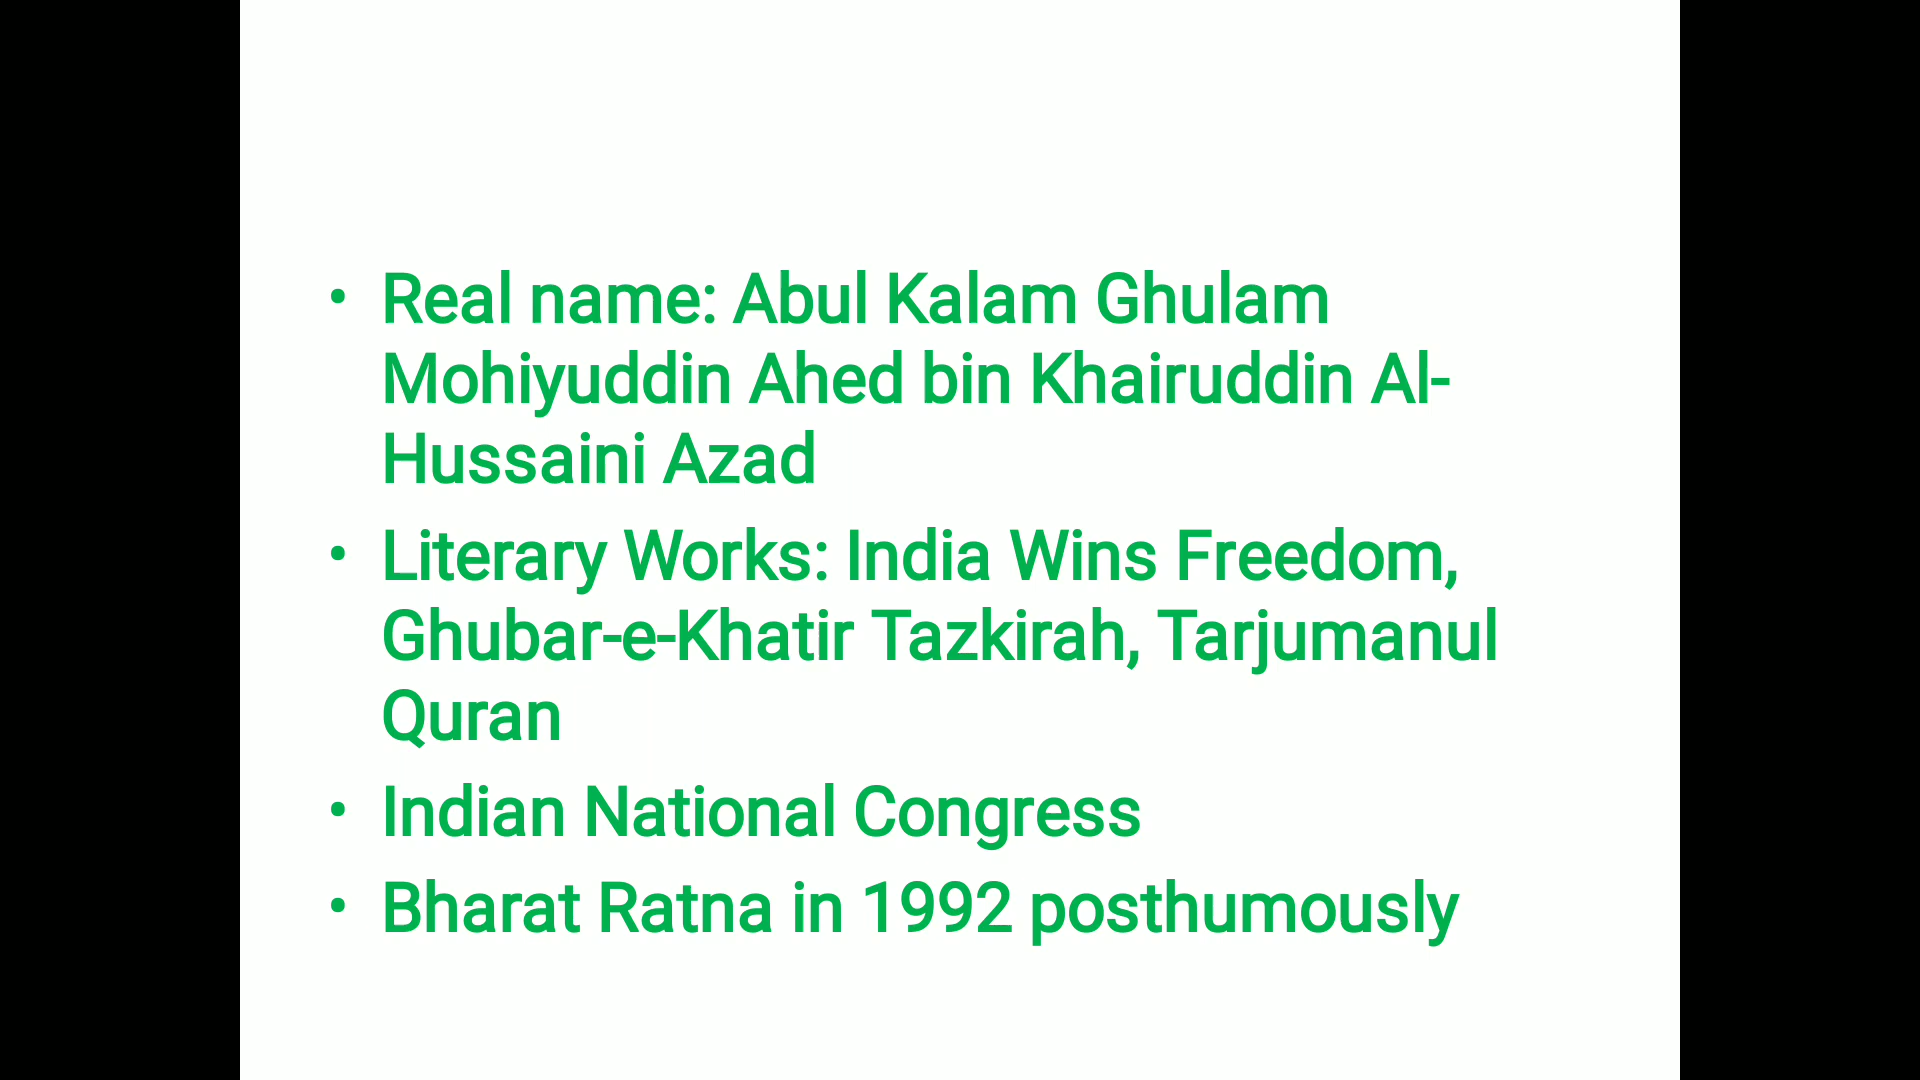 • Real name: Abul Kalam Ghulam
Mohiyuddin Ahed bin Khairuddin Al-
Hussaini Azad
• Literary Works: India Wins Freedom,
Ghubar-e-Khatir Tazkirah, Tarjumanul
Quran
• Indian National Congress
• Bharat Ratna in 1992 posthumously